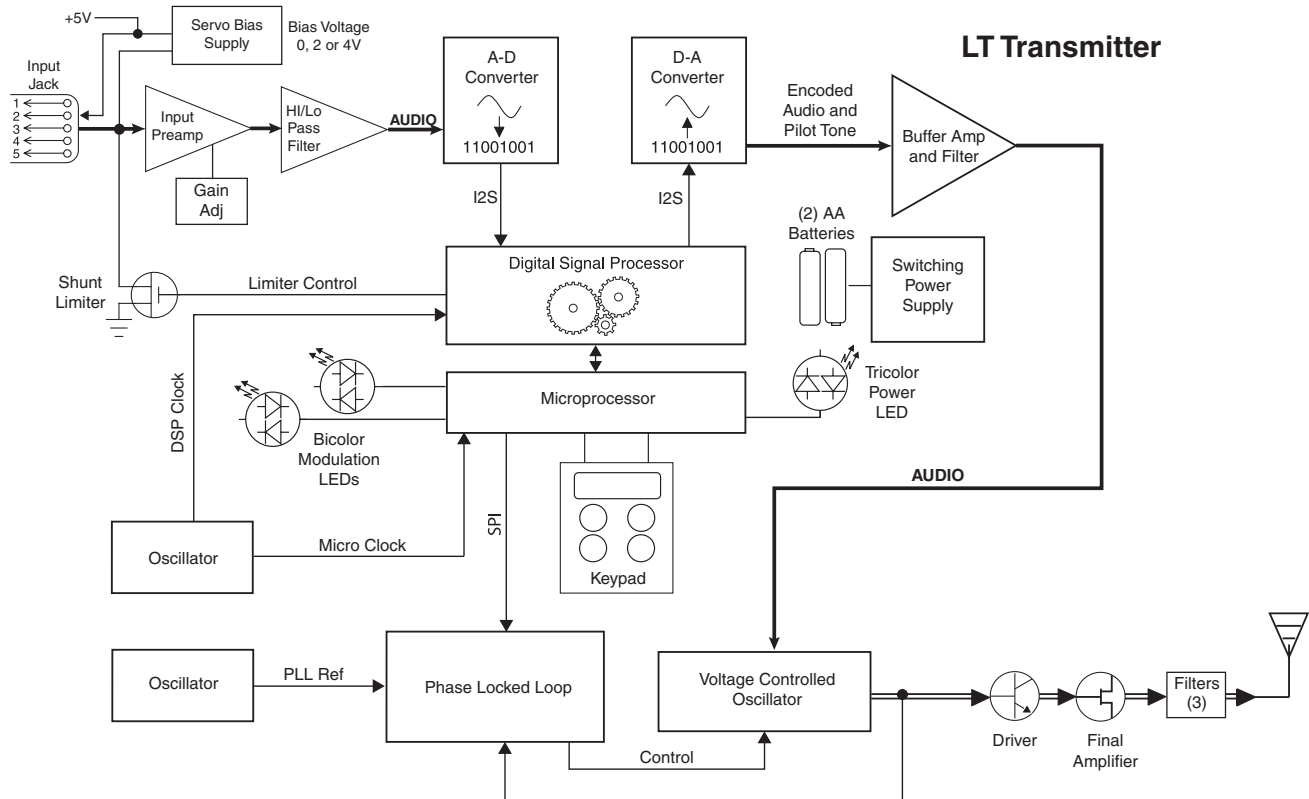 LT Transmitter
+5V
Servo Bias
Supply
Bias Voltage
0, 2 or 4V
Input
Jack
1
2
3
4
5
Input
Preamp
Gain
Adj
HI/Lo
Pass
Filter
AUDIO
A-D
Converter
11001001
D-A
Converter
11001001
Encoded
Audio and
Pilot Tone
Buffer Amp
and Filter
I2S
I2S
(2) AA
Batteries
Switching
Power
Supply
Digital Signal Processor
Shunt
Limiter
Limiter Control
DSP Clock
Microprocessor
Tricolor
Power
LED
Bicolor
Modulation
LEDs
AUDIO
Keypad
SPI
Oscillator
Micro Clock
Oscillator
PLL Ref
Phase Locked Loop
Voltage Controlled
Oscillator
Control
Driver
Final
Amplifier
Filters
(3)